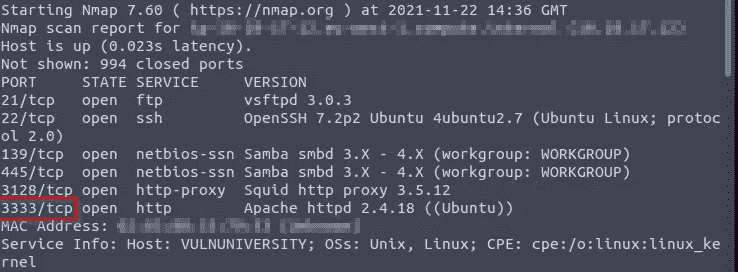 Starting Nmap 7.60 ( https://nmap.org ) at 2021-11-22 14:36 GMT
Nmap scan report for
Host is up (0.023s latency).
Not shown: 994 closed ports
PORT     STATE SERVICE     VERSION
21/tcp   open  ftp         vsftpd 3.0.3
22/tcp   open  ssh         OpenSSH 7.2p2 Ubuntu 4ubuntu2.7 (Ubuntu Linux; protoc
ol 2.0)
139/tcp  open  netbios-ssn Samba smbd 3.X - 4.X (workgroup: WORKGROUP)
445/tcp  open  netbios-ssn Samba smbd 3.X - 4.X (workgroup: WORKGROUP)
3128/tcp open  http-proxy  Squid http proxy 3.5.12
3333/tcp open  http        Apache httpd 2.4.18 ((Ubuntu))
MAC Address:
Service Info: Host: VULNUNIVERSITY; OSs: Unix, Linux; CPE: cpe:/o:linux:linux_ke
rnel